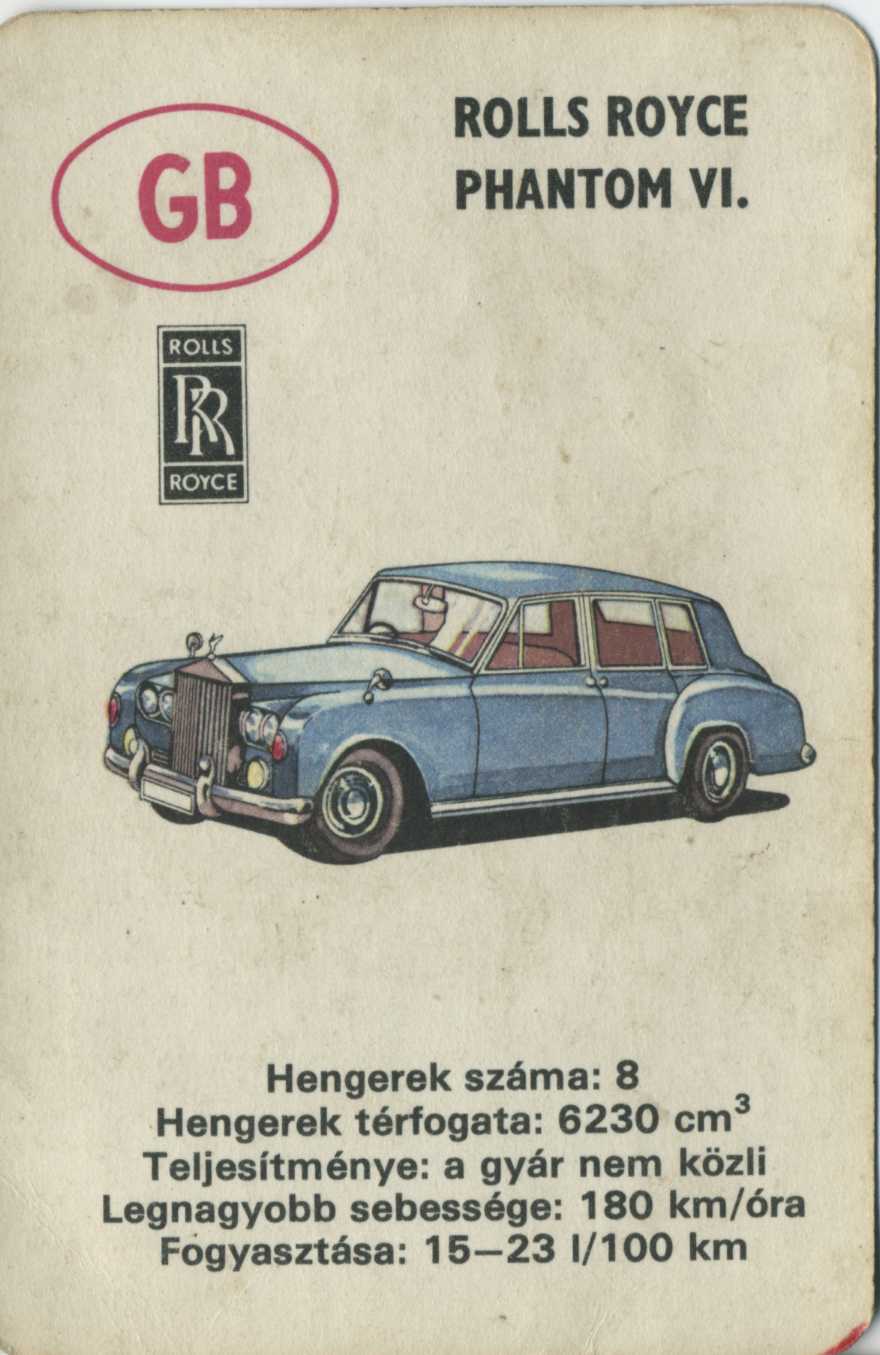 GB
ROLLS ROYCE
PHANTOM VI.
ROLLS
RR
ROYCE
Hengerek száma: 8
Hengerek térfogata: 6230 cm³
Teljesítménye: a gyár nem közli
Legnagyobb sebessége: 180 km/óra
Fogyasztása: 15—23 l/100 km